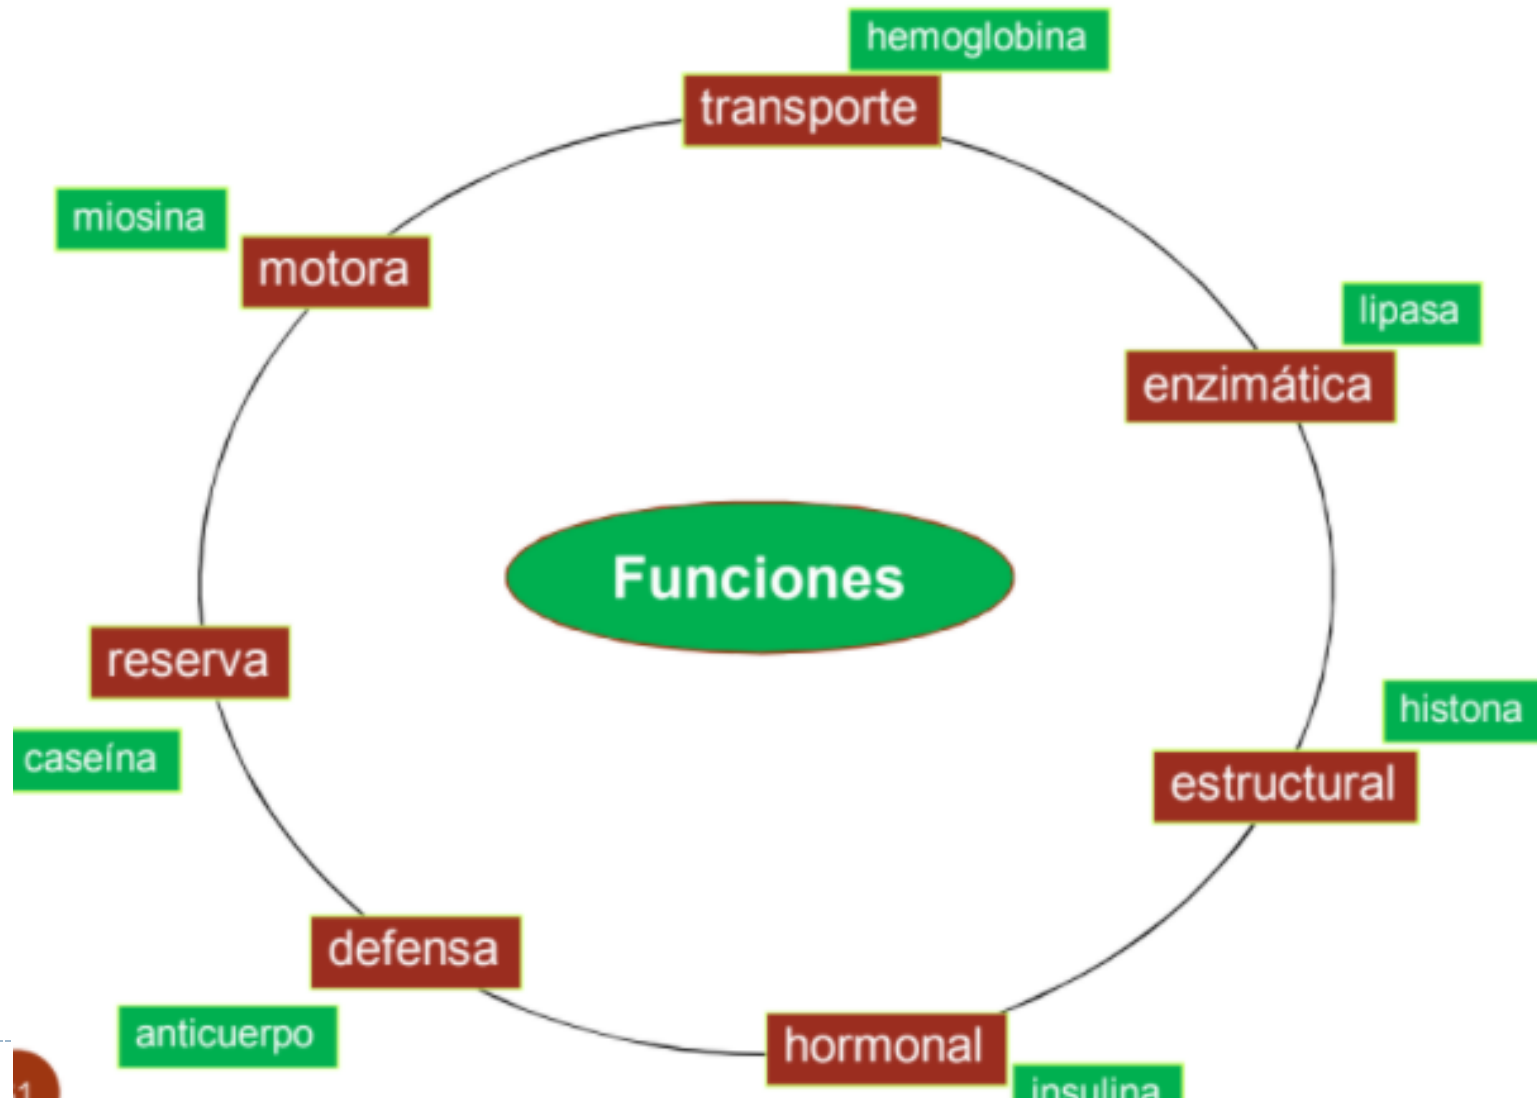 hemoglobina
transporte
miosina
motora
lipasa
enzimática
Funciones
reserva
histona
caseína
estructural
defensa
anticuerpo
hormonal
insulina